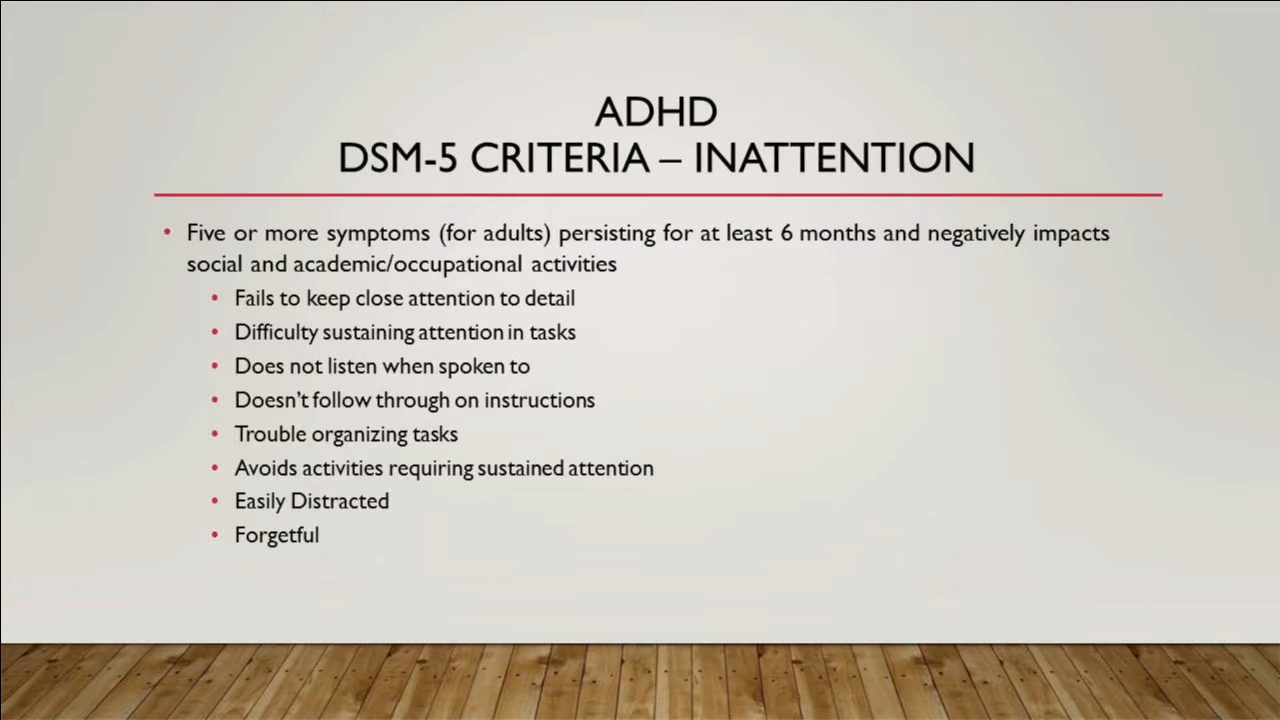 ADHD
DSM-5 CRITERIA – INATTENTION
• Five or more symptoms (for adults) persisting for at least 6 months and negatively impacts
social and academic/occupational activities
• Fails to keep close attention to detail
• Difficulty sustaining attention in tasks
• Does not listen when spoken to
• Doesn't follow through on instructions
• Trouble organizing tasks
• Avoids activities requiring sustained attention
• Easily Distracted
• Forgetful